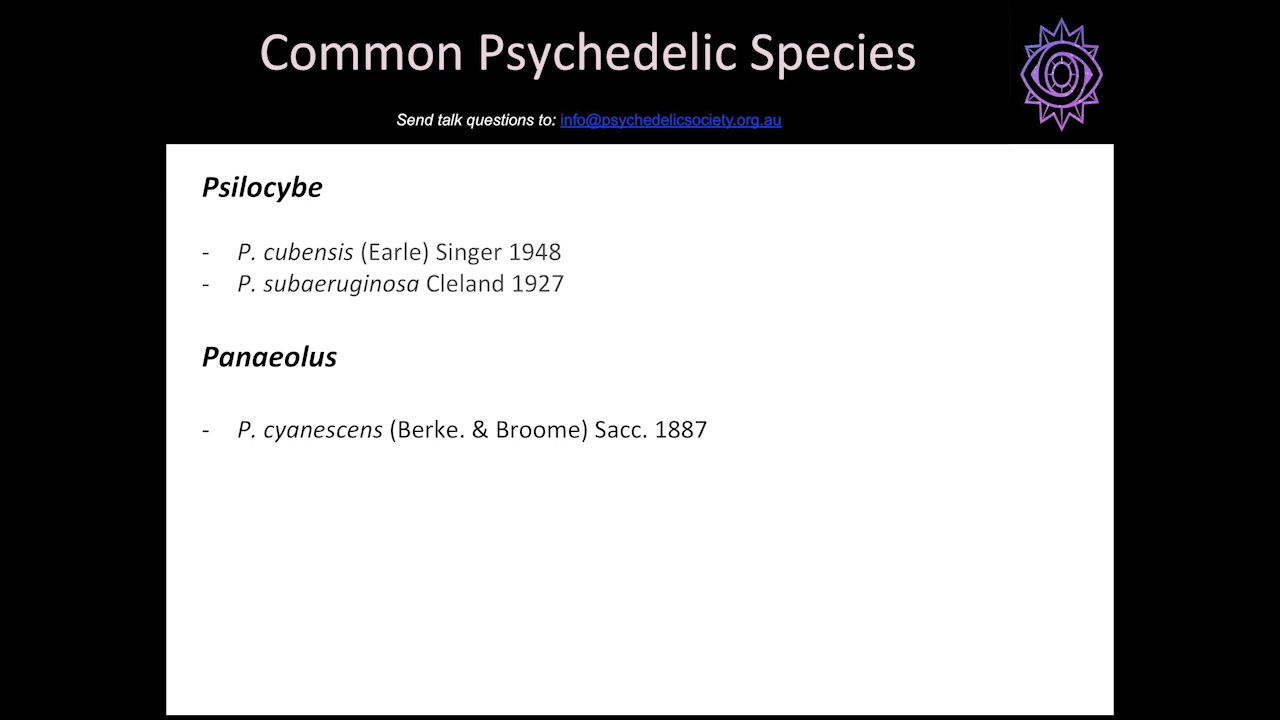 Common Psychedelic Species
Send talk questions to: info@psychedelicsociety.org.au
Psilocybe
- P. cubensis (Earle) Singer 1948
- P. subaeruginosa Cleland 1927
Panaeolus
- P. cyanescens (Berke. & Broome) Sacc. 1887